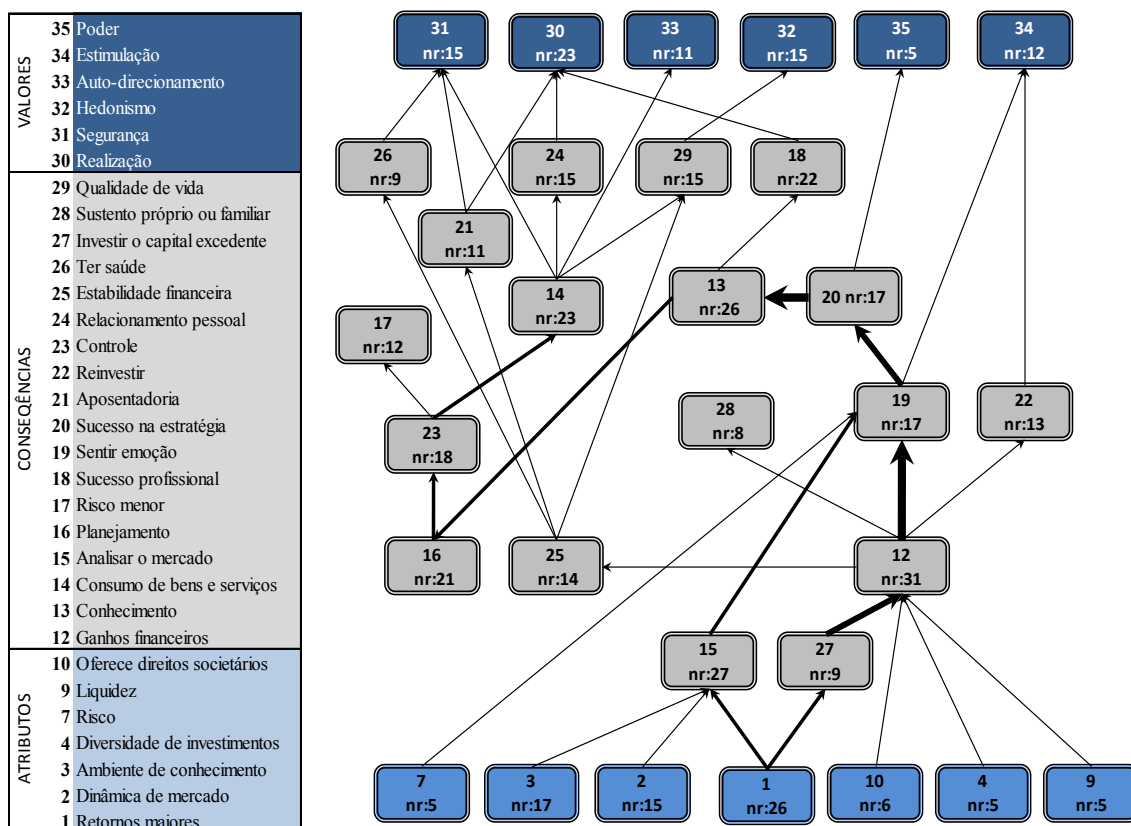 VALORES
35 Poder
34 Estimulação
33 Auto-direcionamento
32 Hedonismo
31 Segurança
30 Realização
CONSEQÊNCIAS
29 Qualidade de vida
28 Sustento próprio ou familiar
27 Investir o capital excedente
26 Ter saúde
25 Estabilidade financeira
24 Relacionamento pessoal
23 Controle
22 Reinvestir
21 Aposentadoria
20 Sucesso na estratégia
19 Sentir emoção
18 Sucesso profissional
17 Risco menor
16 Planejamento
15 Analisar o mercado
14 Consumo de bens e serviços
13 Conhecimento
12 Ganhos financeiros
ATRIBUTOS
10 Oferece direitos societários
9 Liquidez
7 Risco
4 Diversidade de investimentos
3 Ambiente de conhecimento
2 Dinâmica de mercado
1 Retornos maiores
31
nr:15
30
nr:23
33
nr:11
32
nr:15
35
nr:5
34
nr:12
26
nr:9
24
nr:15
29
nr:15
18
nr:22
21
nr:11
14
nr:23
13
nr:26
20 nr:17
17
nr:12
23
nr:18
28
nr:8
19
nr:17
22
nr:13
16
nr:21
25
nr:14
12
nr:31
15
nr:27
27
nr:9
7
nr:5
3
nr:17
2
nr:15
1
nr:26
10
nr:6
4
nr:5
9
nr:5